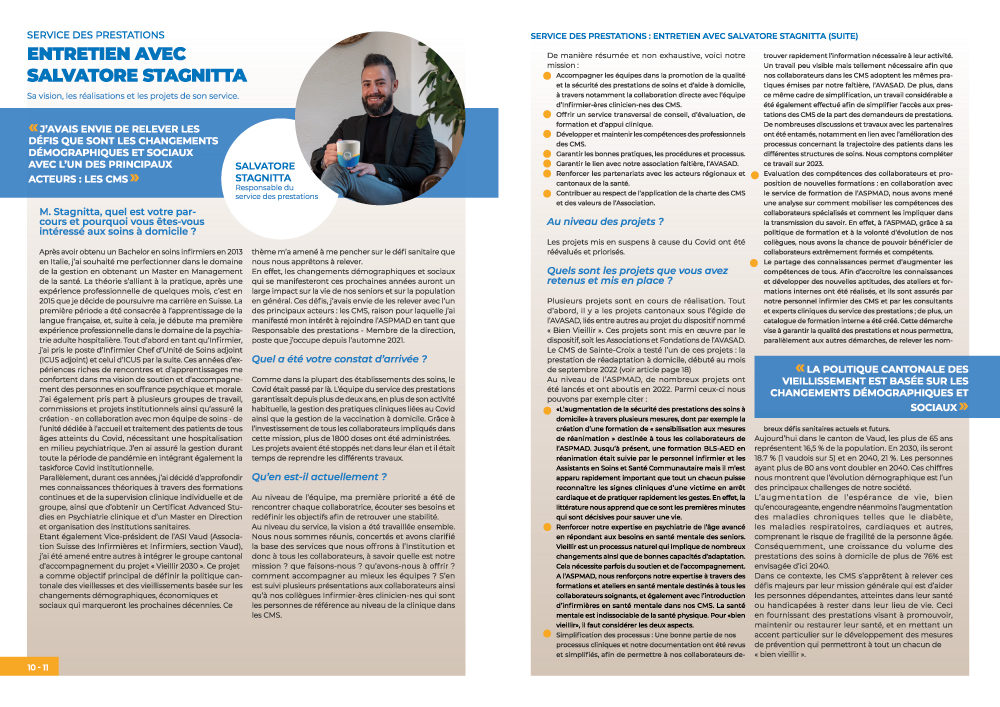 SERVICE DES PRESTATIONS
ENTRETIEN AVEC
SALVATORE STAGNITTA
Sa vision, les réalisations et les projets de son service.
« J'AVAIS ENVIE DE RELEVER LES
DÉFIS QUE SONT LES CHANGEMENTS
DÉMOGRAPHIQUES ET SOCIAUX
AVEC L'UN DES PRINCIPAUX
ACTEURS : LES CMS »
SALVATORE
STAGNITTA
Responsable du
service des prestations
M. Stagnitta, quel est votre par-
cours et pourquoi vous êtes-vous
intéressé aux soins à domicile ?
Après avoir obtenu un Bachelor en soins infirmiers en 2013
en Italie, j'ai souhaité me perfectionner dans le domaine
de la gestion en obtenant un Master en Management
de la santé. La théorie s'alliant à la pratique, après une
expérience professionnelle de quelques mois, c'est en
2015 que je décide de poursuivre ma carrière en Suisse. La
première période a été consacrée à l'apprentissage de la
langue française, et, suite à cela, je débute ma première
expérience professionnelle dans le domaine de la psychia-
trie adulte hospitalière. Tout d'abord en tant qu'Infirmier,
j'ai pris le poste d'Infirmier Chef d'Unité de Soins adjoint
(ICUS adjoint) et celui d'ICUS par la suite. Ces années d'ex-
périences riches de rencontres et d'apprentissages me
confortent dans ma vision de soutien et d'accompagne-
ment des personnes en souffrance psychique et morale.
J'ai également pris part à plusieurs groupes de travail,
commissions et projets institutionnels ainsi qu'assuré la
création - en collaboration avec mon équipe de soins - de
l'unité dédiée à l'accueil et traitement des patients de tous
âges atteints du Covid, nécessitant une hospitalisation
en milieu psychiatrique. J'en ai assuré la gestion durant
toute la période de pandémie en intégrant également la
taskforce Covid institutionnelle.
Parallèlement, durant ces années, j'ai décidé d'approfondir
mes connaissances théoriques à travers des formations
continues et de la supervision clinique individuelle et de
groupe, ainsi que d'obtenir un Certificat Advanced Stu-
dies en Psychiatrie clinique et d'un Master en Direction
et organisation des institutions sanitaires.
Etant également Vice-président de l'ASI Vaud (Associa-
tion Suisse des Infirmières et Infirmiers, section Vaud),
j'ai été amené entre autres à intégrer le groupe cantonal
d'accompagnement du projet « Vieillir 2030 ». Ce projet
a comme objectif principal de définir la politique can-
tonale des vieillesses et des vieillissements basée sur les
changements démographiques, économiques et
sociaux qui marqueront les prochaines décennies. Ce
thème m'a amené à me pencher sur le défi sanitaire que
nous nous apprêtons à relever.
En effet, les changements démographiques et sociaux
qui se manifesteront ces prochaines années auront un
large impact sur la vie de nos seniors et sur la population
en général. Ces défis, j'avais envie de les relever avec l'un
des principaux acteurs : les CMS, raison pour laquelle j'ai
manifesté mon intérêt à rejoindre l'ASPMAD en tant que
Responsable des prestations - Membre de la direction,
poste que j'occupe depuis l'automne 2021.
Quel a été votre constat d'arrivée ?
Comme dans la plupart des établissements des soins, le
Covid était passé par là. L'équipe du service des prestations
garantissait depuis plus de deux ans, en plus de son activité
habituelle, la gestion des pratiques cliniques liées au Covid
ainsi que la gestion de la vaccination à domicile. Grâce à
l'investissement de tous les collaborateurs impliqués dans
cette mission, plus de 1800 doses ont été administrées.
Les projets avaient été stoppés net dans leur élan et il était
temps de reprendre les différents travaux.
Qu'en est-il actuellement ?
Au niveau de l'équipe, ma première priorité a été de
rencontrer chaque collaboratrice, écouter ses besoins et
redéfinir les objectifs afin de retrouver une stabilité.
Au niveau du service, la vision a été travaillée ensemble.
Nous nous sommes réunis, concertés et avons clarifié
la base des services que nous offrons à l'Institution et
donc à tous les collaborateurs, à savoir quelle est notre
mission ? que faisons-nous ? qu'avons-nous à offrir ?
comment accompagner au mieux les équipes ? S'en
est suivi plusieurs présentations aux collaborateurs ainsi
qu'à nos collègues Infirmier-ères clinicien-nes qui sont
les personnes de référence au niveau de la clinique dans
les CMS.
10 - 11
SERVICE DES PRESTATIONS : ENTRETIEN AVEC SALVATORE STAGNITTA (SUITE)
De manière résumée et non exhaustive, voici notre
mission :
Accompagner les équipes dans la promotion de la qualité
et la sécurité des prestations de soins et d'aide à domicile,
à travers notamment la collaboration directe avec l'équipe
d'infirmier-ères clinicien-nes des CMS.
Offrir un service transversal de conseil, d'évaluation, de
formation et d'appui clinique.
Développer et maintenir les compétences des professionnels
des CMS.
Garantir les bonnes pratiques, les procédures et processus.
Garantir le lien avec notre association faîtière, l'AVASAD.
Renforcer les partenariats avec les acteurs régionaux et
cantonaux de la santé.
Contribuer au respect de l'application de la charte des CMS
et des valeurs de l'Association.
Au niveau des projets ?
Les projets mis en suspens à cause du Covid ont été
réévalués et priorisés.
Quels sont les projets que vous avez
retenus et mis en place ?
Plusieurs projets sont en cours de réalisation. Tout
d'abord, il y a les projets cantonaux sous l'égide de
l'AVASAD, liés entre autres au projet du dispositif nommé
« Bien Vieillir ». Ces projets sont mis en œuvre par le
dispositif, soit les Associations et Fondations de l'AVASAD.
Le CMS de Sainte-Croix a testé l'un de ces projets : la
prestation de réadaptation à domicile, débuté au mois
de septembre 2022 (voir article page 18)
Au niveau de l'ASPMAD, de nombreux projets ont
été lancés et ont aboutis en 2022. Parmi ceux-ci nous
pouvons par exemple citer :
«L'augmentation de la sécurité des prestations des soins à
domicile» à travers plusieurs mesures, dont par exemple la
création d'une formation de « sensibilisation aux mesures
de réanimation » destinée à tous les collaborateurs de
l'ASPMAD. Jusqu'à présent, une formation BLS-AED en
réanimation était suivie par le personnel infirmier et les
Assistants en Soins et Santé Communautaire mais il m'est
apparu rapidement important que tout un chacun puisse
reconnaître les signes cliniques d'une victime en arrêt
cardiaque et de pratiquer rapidement les gestes. En effet, la
littérature nous apprend que ce sont les premières minutes
qui sont décisives pour sauver une vie.
Renforcer notre expertise en psychiatrie de l'âge avancé
en répondant aux besoins en santé mentale des seniors.
Vieillir est un processus naturel qui implique de nombreux
changements ainsi que de bonnes capacités d'adaptation.
Cela nécessite parfois du soutien et de l'accompagnement.
A l'ASPMAD, nous renforçons notre expertise à travers des
formations et ateliers en santé mentale destinés à tous les
collaborateurs soignants, et également avec l'introduction
d'infirmières en santé mentale dans nos CMS. La santé
mentale est indissociable de la santé physique. Pour «bien
vieillir», il faut considérer les deux aspects.
Simplification des processus : Une bonne partie de nos
processus cliniques et notre documentation ont été revus
et simplifiés, afin de permettre à nos collaborateurs de-
trouver rapidement l'information nécessaire à leur activité.
Un travail peu visible mais tellement nécessaire afin que
nos collaborateurs dans les CMS adoptent les mêmes pra-
tiques émises par notre faîtière, l'AVASAD. De plus, dans
ce même cadre de simplification, un travail considérable a
été également effectué afin de simplifier l'accès aux pres-
tations des CMS de la part des demandeurs de prestations.
De nombreuses discussions et travaux avec les partenaires
ont été entamés, notamment en lien avec l'amélioration des
processus concernant la trajectoire des patients dans les
différentes structures de soins. Nous comptons compléter
ce travail sur 2023.
Evaluation des compétences des collaborateurs et pro-
position de nouvelles formations : en collaboration avec
le service de formation de l'ASPMAD, nous avons mené
une analyse sur comment mobiliser les compétences des
collaborateurs spécialisés et comment les impliquer dans
la transmission du savoir. En effet, à l'ASPMAD, grâce à sa
politique de formation et à la volonté d'évolution de nos
collègues, nous avons la chance de pouvoir bénéficier de
collaborateurs extrêmement formés et compétents.
Le partage des connaissances permet d'augmenter les
compétences de tous. Afin d'accroître les connaissances
et développer des nouvelles aptitudes, des ateliers et for-
mations internes ont été réalisés, et ils sont assurés par
notre personnel infirmier des CMS et par les consultants
et experts cliniques du service des prestations ; de plus, un
catalogue de formation interne a été créé. Cette démarche
vise à garantir la qualité des prestations et nous permettra,
parallèlement aux autres démarches, de relever les nom-
« LA POLITIQUE CANTONALE DES
VIEILLISSEMENT EST BASÉE SUR LES
CHANGEMENTS DÉMOGRAPHIQUES ET
SOCIAUX »
breux défis sanitaires actuels et futurs.
Aujourd'hui dans le canton de Vaud, les plus de 65 ans
représentent 16,5 % de la population. En 2030, ils seront
18.7 % (1 vaudois sur 5) et en 2040, 21 %. Les personnes
ayant plus de 80 ans vont doubler en 2040. Ces chiffres
nous montrent que l'évolution démographique est l'un
des principaux challenges de notre société.
L'augmentation de l'espérance de vie, bien
qu'encourageante, engendre néanmoins l'augmentation
des maladies chroniques telles que le diabète,
les maladies respiratoires, cardiaques et autres,
comprenant le risque de fragilité de la personne âgée.
Conséquemment, une croissance du volume des
prestations des soins à domicile de plus 76% est
envisagée d'ici 2040.
Dans ce contexte, les CMS s'apprêtent à relever ces
défis majeurs par leur mission générale qui est d'aider
les personnes dépendantes, atteintes dans leur santé
ou handicapées à rester dans leur lieu de vie. Ceci
en fournissant des prestations visant à promouvoir,
maintenir ou restaurer leur santé, et en mettant un
accent particulier sur le développement des mesures
de prévention qui permettront à tout un chacun de
« bien vieillir ».